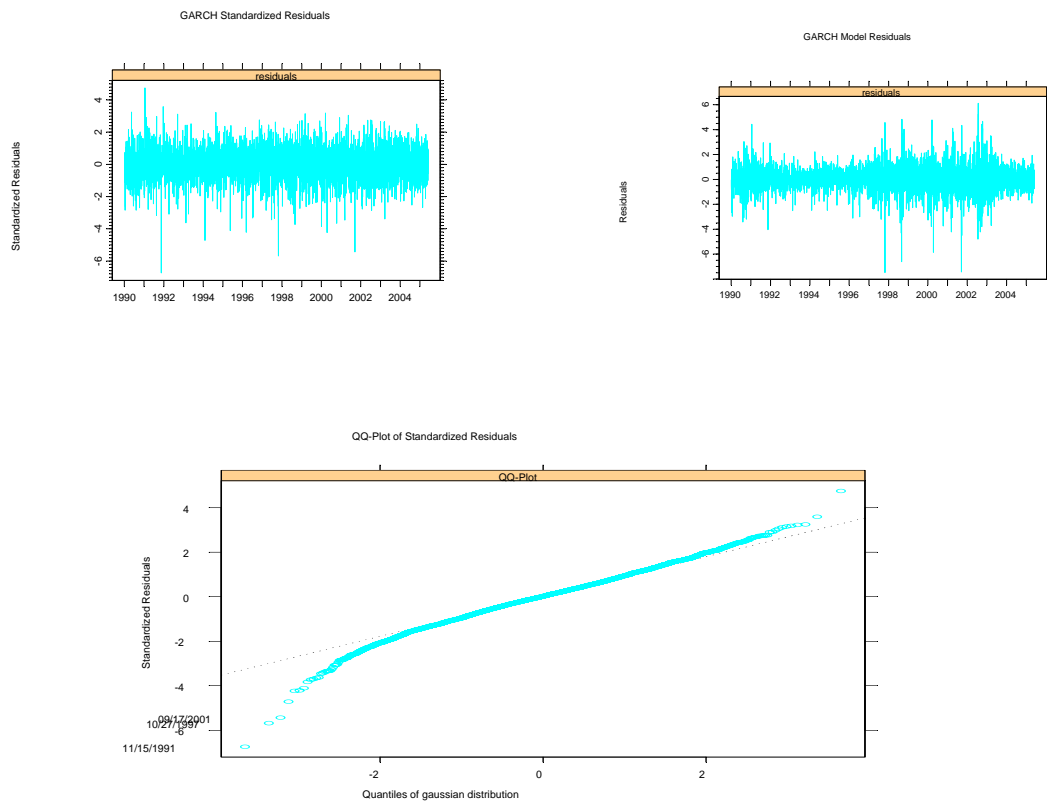 GARCH Standardized Residuals
residuals
Standardized Residuals
4
2
0
-2
-4
-6
1990 1992 1994 1996 1998 2000 2002 2004
GARCH Model Residuals
residuals
Residuals
6
4
2
0
-2
-4
-6
1990 1992 1994 1996 1998 2000 2002 2004
QQ-Plot of Standardized Residuals
QQ-Plot
Standardized Residuals
4
2
0
-2
-4
-6
09/17/2001
10/27/1997
11/15/1991
-2 0 2
Quantiles of gaussian distribution